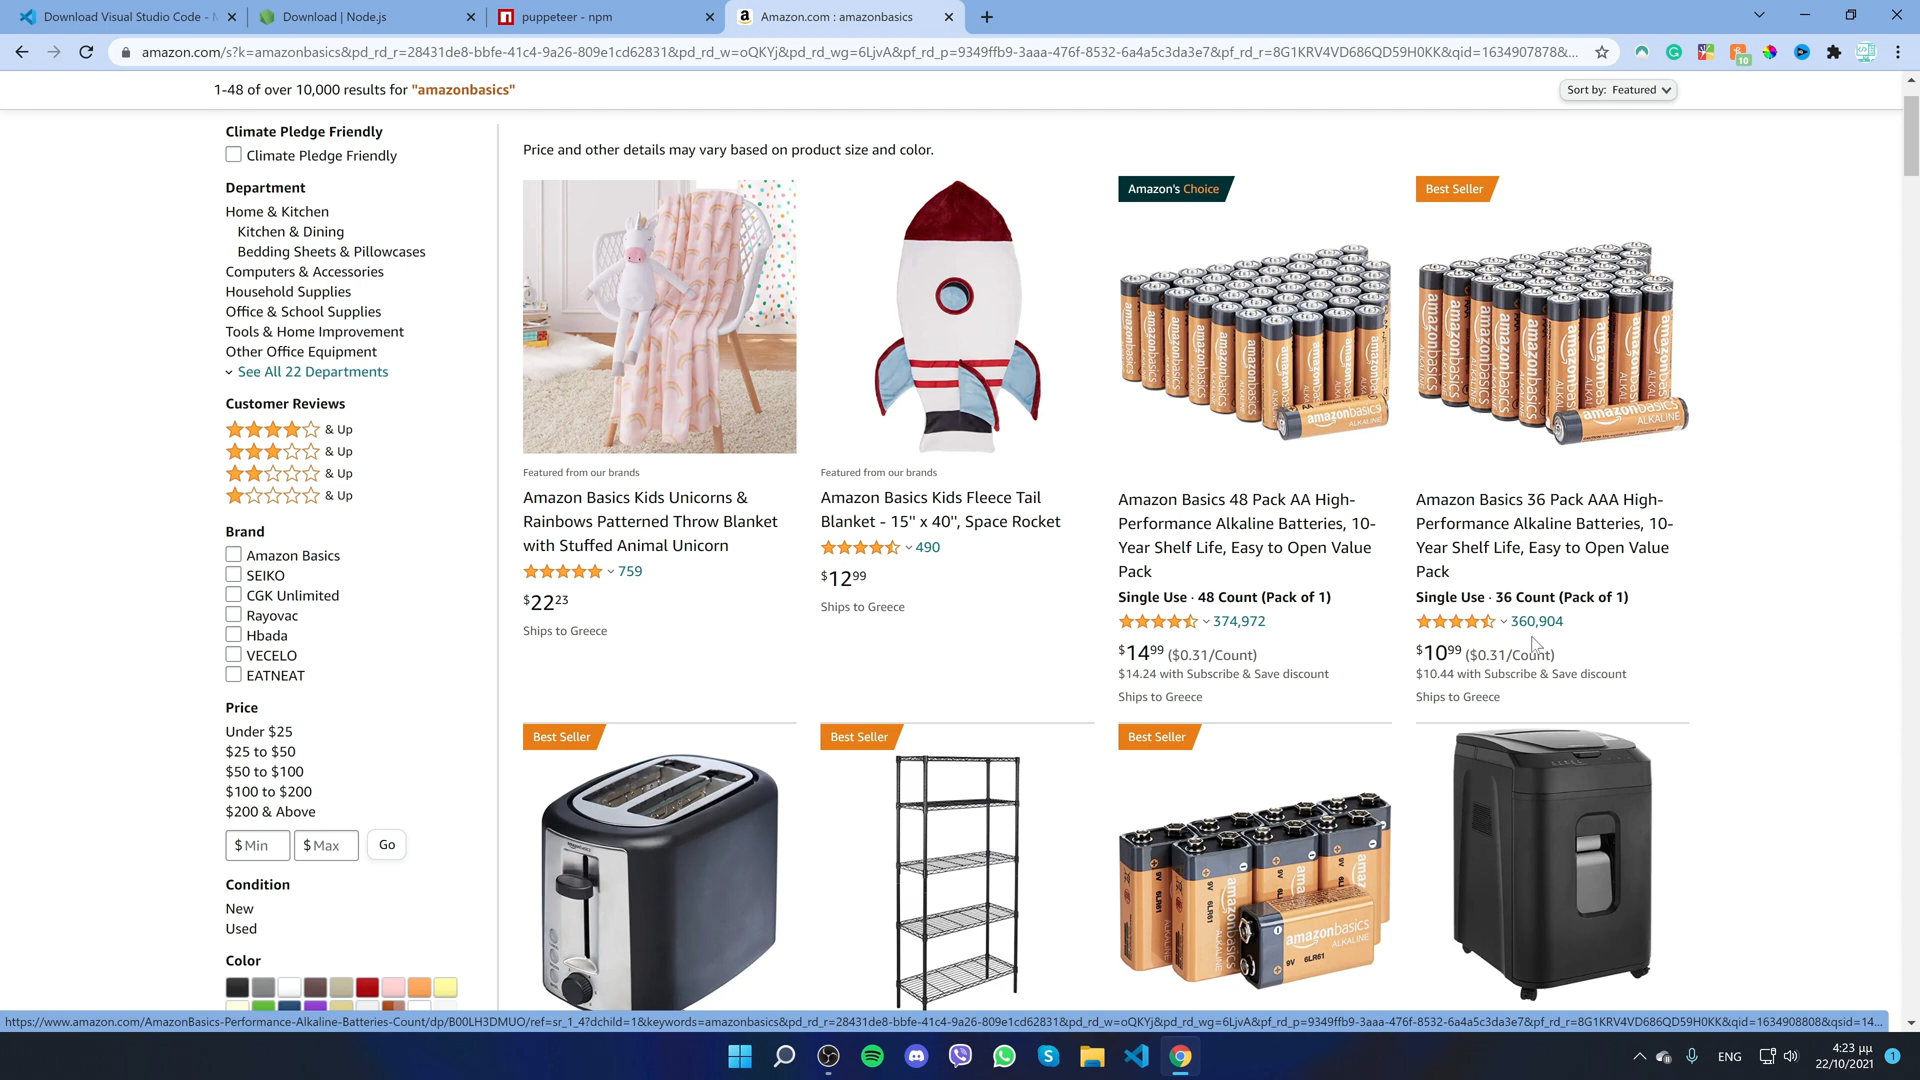 Download Visual Studio Code -
Download | Node.js
puppeteer - npm
Amazon.com : amazonbasics
amazon.com/s?k=amazonbasics&pd_rd_r=28431de8-bbfe-41c4-9a26-809e1cd62831&pd_rd_w=oQKYj&pd_rd_wg=6LjvA&pf_rd_p=9349ffb9-3aaa-476f-8532-6a4a5c3da3e7&pf_rd_r=8G1KRV4VD686QD59H0KK&qid=1634907878&...
10
1-48 of over 10,000 results for "amazonbasics"
Sort by: Featured
Climate Pledge Friendly
Climate Pledge Friendly
Department
Home & Kitchen
Kitchen & Dining
Bedding Sheets & Pillowcases
Computers & Accessories
Household Supplies
Office & School Supplies
Tools & Home Improvement
Other Office Equipment
See All 22 Departments
Customer Reviews
& Up
& Up
& Up
& Up
Brand
Amazon Basics
SEIKO
CGK Unlimited
Rayovac
Hbada
VECELO
EATNEAT
Price
Under $25
$25 to $50
$50 to $100
$100 to $200
$200 & Above
$ Min
$ Max
Go
Condition
New
Used
Color
Price and other details may vary based on product size and color.
Featured from our brands
Amazon Basics Kids Unicorns &
Rainbows Patterned Throw Blanket
with Stuffed Animal Unicorn
759
$22 23
Ships to Greece
Featured from our brands
Amazon Basics Kids Fleece Tail
Blanket - 15" x 40", Space Rocket
490
$12 99
Ships to Greece
Amazon's Choice
amazonbasics
Amazon Basics 48 Pack AA High-
Performance Alkaline Batteries, 10-
Year Shelf Life, Easy to Open Value
Pack
Single Use · 48 Count (Pack of 1)
374,972
$14 99 ($0.31/Count)
$14.24 with Subscribe & Save discount
Ships to Greece
Best Seller
amazonbasics
ALKALINE
Amazon Basics 36 Pack AAA High-
Performance Alkaline Batteries, 10-
Year Shelf Life, Easy to Open Value
Pack
Single Use · 36 Count (Pack of 1)
360,904
$10 99 ($0.31/Count)
$10.44 with Subscribe & Save discount
Ships to Greece
Best Seller
Best Seller
Best Seller
amazonbasics
ALKALINE
9V 6LR61
https://www.amazon.com/AmazonBasics-Performance-Alkaline-Batteries-Count/dp/B00LH3DMUO/ref=sr_1_4?dchild=1&keywords=amazonbasics&pd_rd_r=28431de8-bbfe-41c4-9a26-809e1cd62831&pd_rd_w=oQKYj&pd_rd_wg=6LjvA&pf_rd_p=9349ffb9-3aaa-476f-8532-6a4a5c3da3e7&pf_rd_r=8G1KRV4VD686QD59H0KK&qid=1634908808&qsid=14...
ENG
4:23 μμ
22/10/2021
1